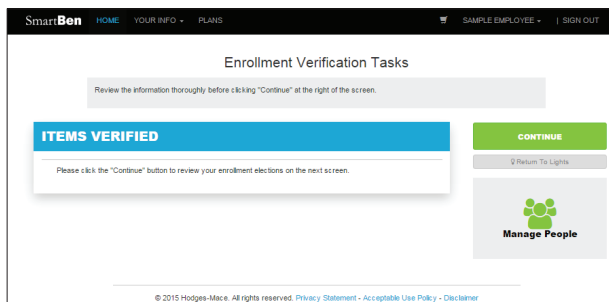 SmartBen HOME YOUR INFO PLANS SAMPLE EMPLOYEE | SIGN OUT
Enrollment Verification Tasks
Review the information thoroughly before clicking "Continue" at the right of the screen.
ITEMS VERIFIED
Please click the "Continue" button to review your enrollment elections on the next screen.
CONTINUE
Return To Lights
Manage People
© 2015 Hodges-Mace. All rights reserved. Privacy Statement - Acceptable Use Policy - Disclaimer